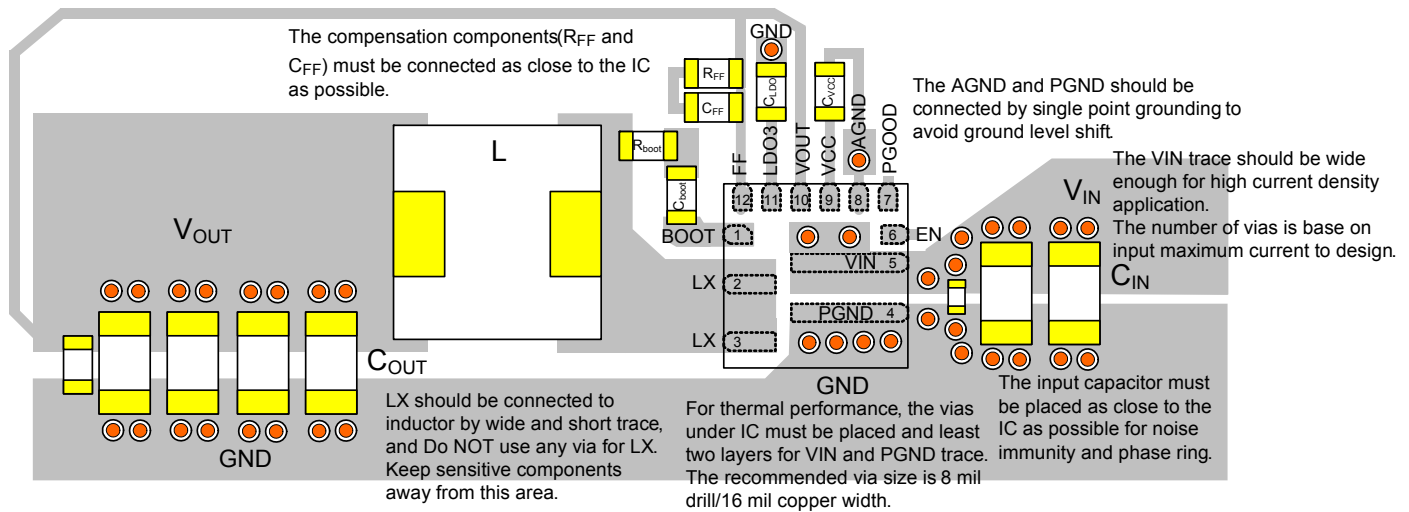 The compensation components(RFF and
CFF) must be connected as close to the IC
as possible.
GND
RFF
CFF
CLDO
CVCC
The AGND and PGND should be
connected by single point grounding to
avoid ground level shift.
The VIN trace should be wide
enough for high current density
application.
The number of vias is base on
input maximum current to design.
VIN
CIN
L
Rboot
Cboot
FF
LDO3
VOUT
VCC
AGND
PGOOD
12
11
10
9
8
7
BOOT
1
6
EN
VIN
5
LX
2
PGND
4
LX
3
GND
VOUT
COUT
GND
LX should be connected to
inductor by wide and short trace,
and Do NOT use any via for LX.
Keep sensitive components
away from this area.
For thermal performance, the vias
under IC must be placed and least
two layers for VIN and PGND trace.
The recommended via size is 8 mil
drill/16 mil copper width.
The input capacitor must
be placed as close to the
IC as possible for noise
immunity and phase ring.